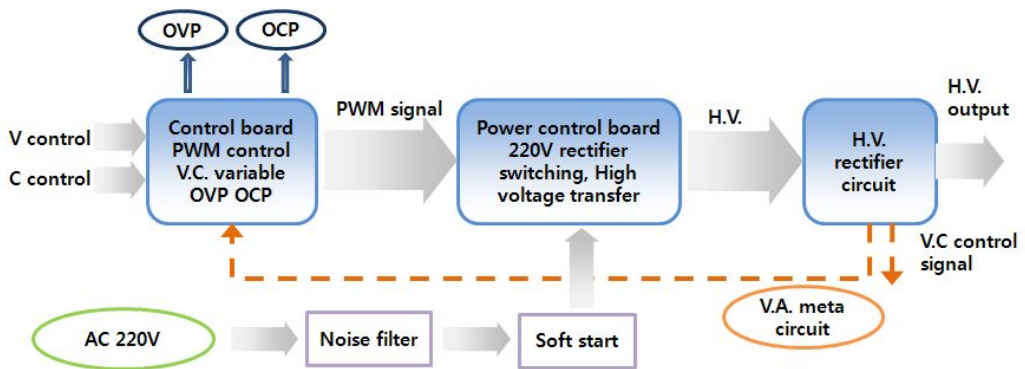 OVP
OCP
V control
C control
Control board
PWM control
V.C. variable
OVP OCP
PWM signal
Power control board
220V rectifier
switching, High
voltage transfer
H.V.
H.V.
rectifier
circuit
H.V.
output
V.C control
signal
V.A. meta
circuit
AC 220V
Noise filter
Soft start